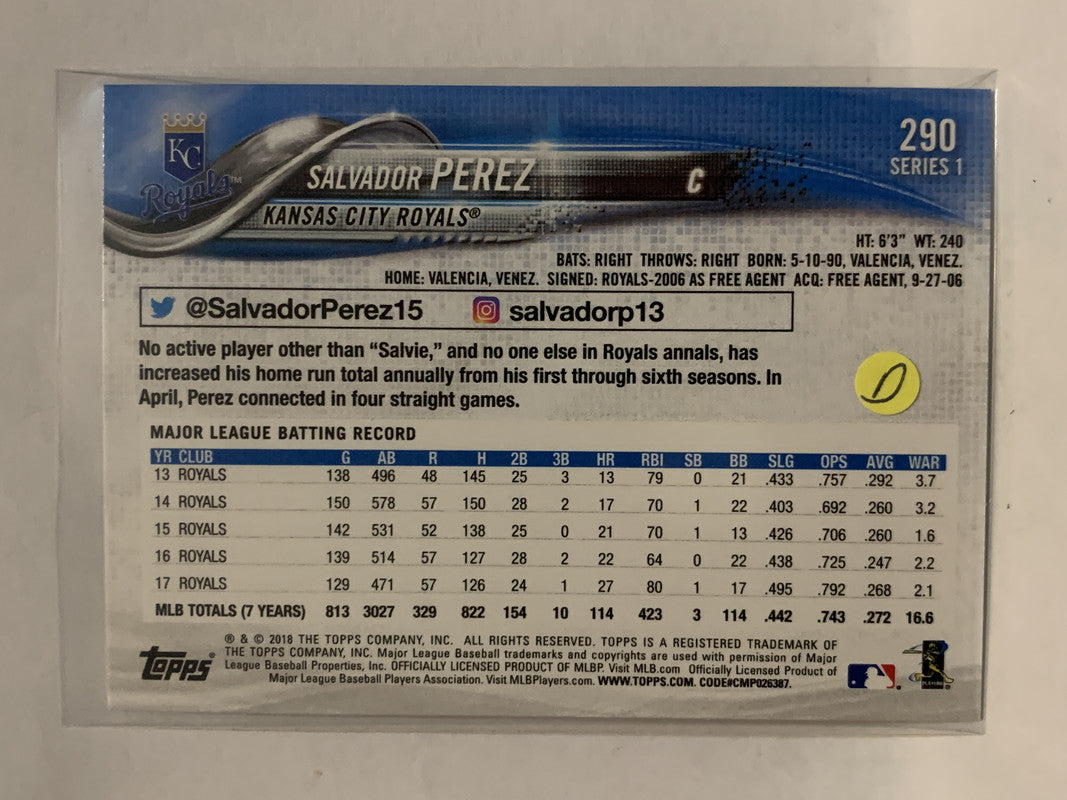 KC
Royals™
SALVADOR PEREZ C
KANSAS CITY ROYALS®
290
SERIES 1
HT: 6'3" WT: 240
BATS: RIGHT THROWS: RIGHT BORN: 5-10-90, VALENCIA, VENEZ.
HOME: VALENCIA, VENEZ. SIGNED: ROYALS-2006 AS FREE AGENT ACQ: FREE AGENT, 9-27-06
@SalvadorPerez15 salvadorp13
No active player other than “Salvie,” and no one else in Royals annals, has
increased his home run total annually from his first through sixth seasons. In
April, Perez connected in four straight games.
D
MAJOR LEAGUE BATTING RECORD
YR CLUB G AB R H 2B 3B HR RBI SB BB SLG OPS AVG WAR
13 ROYALS 138 496 48 145 25 3 13 79 0 21 .433 .757 .292 3.7
14 ROYALS 150 578 57 150 28 2 17 70 1 22 .403 .692 .260 3.2
15 ROYALS 142 531 52 138 25 0 21 70 1 13 .426 .706 .260 1.6
16 ROYALS 139 514 57 127 28 2 22 64 0 22 .438 .725 .247 2.2
17 ROYALS 129 471 57 126 24 1 27 80 1 17 .495 .792 .268 2.1
MLB TOTALS (7 YEARS) 813 3027 329 822 154 10 114 423 3 114 .442 .743 .272 16.6
TOPPS®
® & © 2018 THE TOPPS COMPANY, INC. ALL RIGHTS RESERVED. TOPPS IS A REGISTERED TRADEMARK OF
THE TOPPS COMPANY, INC. Major League Baseball trademarks and copyrights are used with permission of Major
League Baseball Properties, Inc. OFFICIALLY LICENSED PRODUCT OF MLBP. Visit MLB.com Officially Licensed Product of
Major League Baseball Players Association. Visit MLBPlayers.com. WWW.TOPPS.COM. CODE#CMP026387.